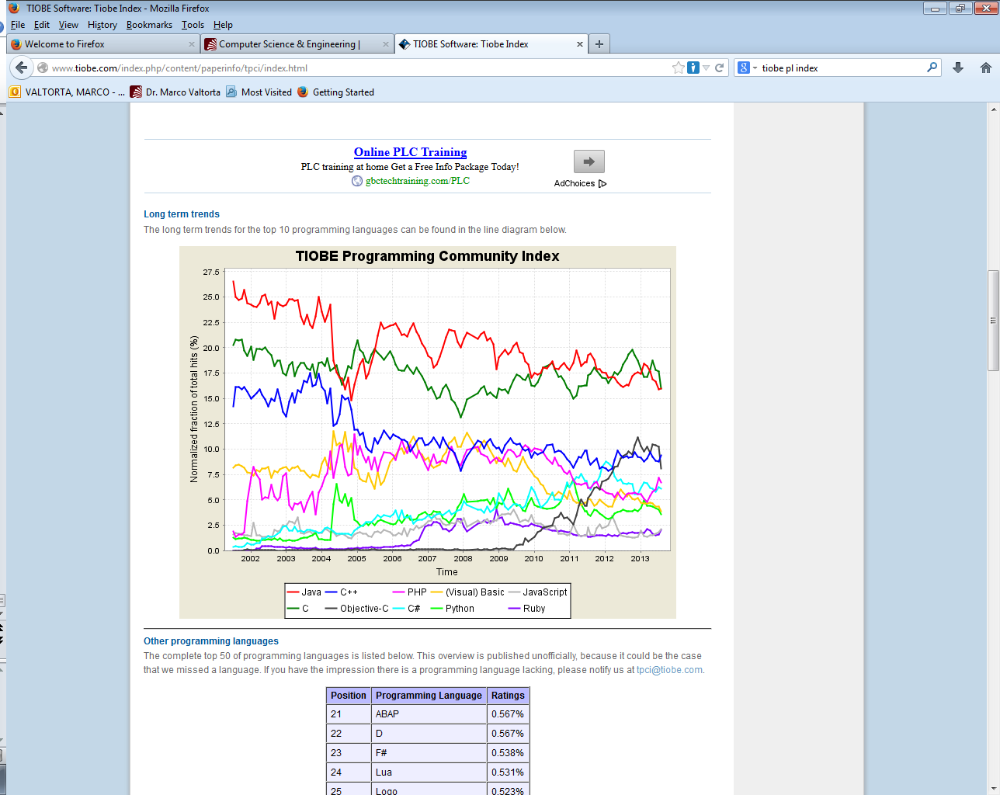 TIOBE Software: Tiobe Index - Mozilla Firefox
File Edit View History Bookmarks Tools Help
Welcome to Firefox × Computer Science & Engineering | × TIOBE Software: Tiobe Index × +
www.tiobe.com/index.php/content/paperinfo/tpci/index.html 8 tiobe pl index
VALTORTA, MARCO - ... Dr. Marco Valtorta Most Visited Getting Started
Online PLC Training
PLC training at home Get a Free Info Package Today!
gbctechtraining.com/PLC
AdChoices
Long term trends
The long term trends for the top 10 programming languages can be found in the line diagram below.
TIOBE Programming Community Index
Normalized fraction of total hits (%)
27.5
25.0
22.5
20.0
17.5
15.0
12.5
10.0
7.5
5.0
2.5
0.0
2002 2003 2004 2005 2006 2007 2008 2009 2010 2011 2012 2013
Time
Java C++ PHP (Visual) Basic JavaScript
C Objective-C C# Python Ruby
Other programming languages
The complete top 50 of programming languages is listed below. This overview is published unofficially, because it could be the case
that we missed a language. If you have the impression there is a programming language lacking, please notify us at tpci@tiobe.com.
Position Programming Language Ratings
21 ABAP 0.567%
22 D 0.567%
23 F# 0.538%
24 Lua 0.531%
25 Logo 0.523%